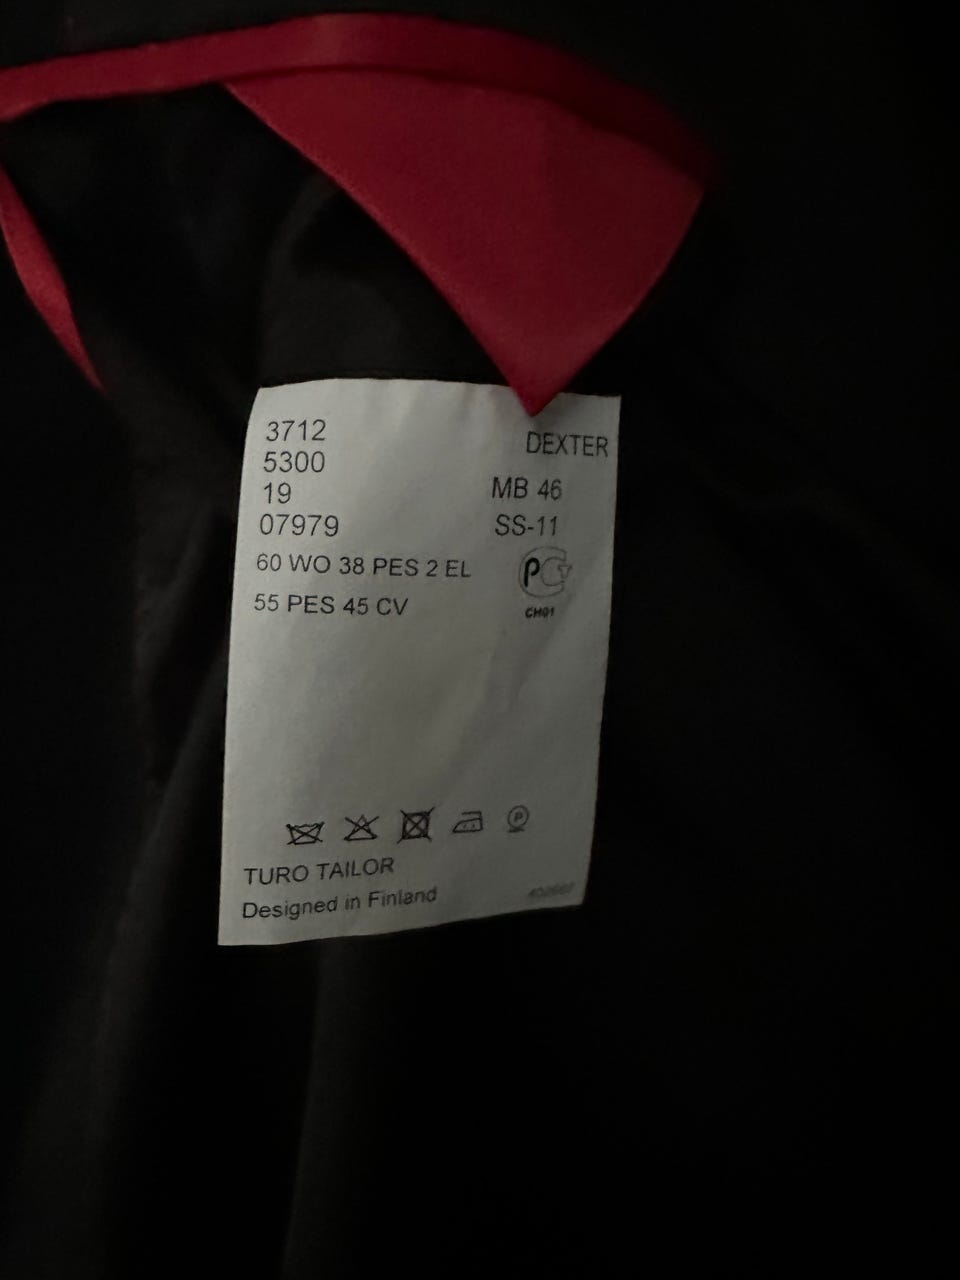 3712
DEXTER
5300
19
MB 46
07979
SS-11
60 WO 38 PES 2 EL
55 PES 45 CV
CH01
P
TURO TAILOR
Designed in Finland